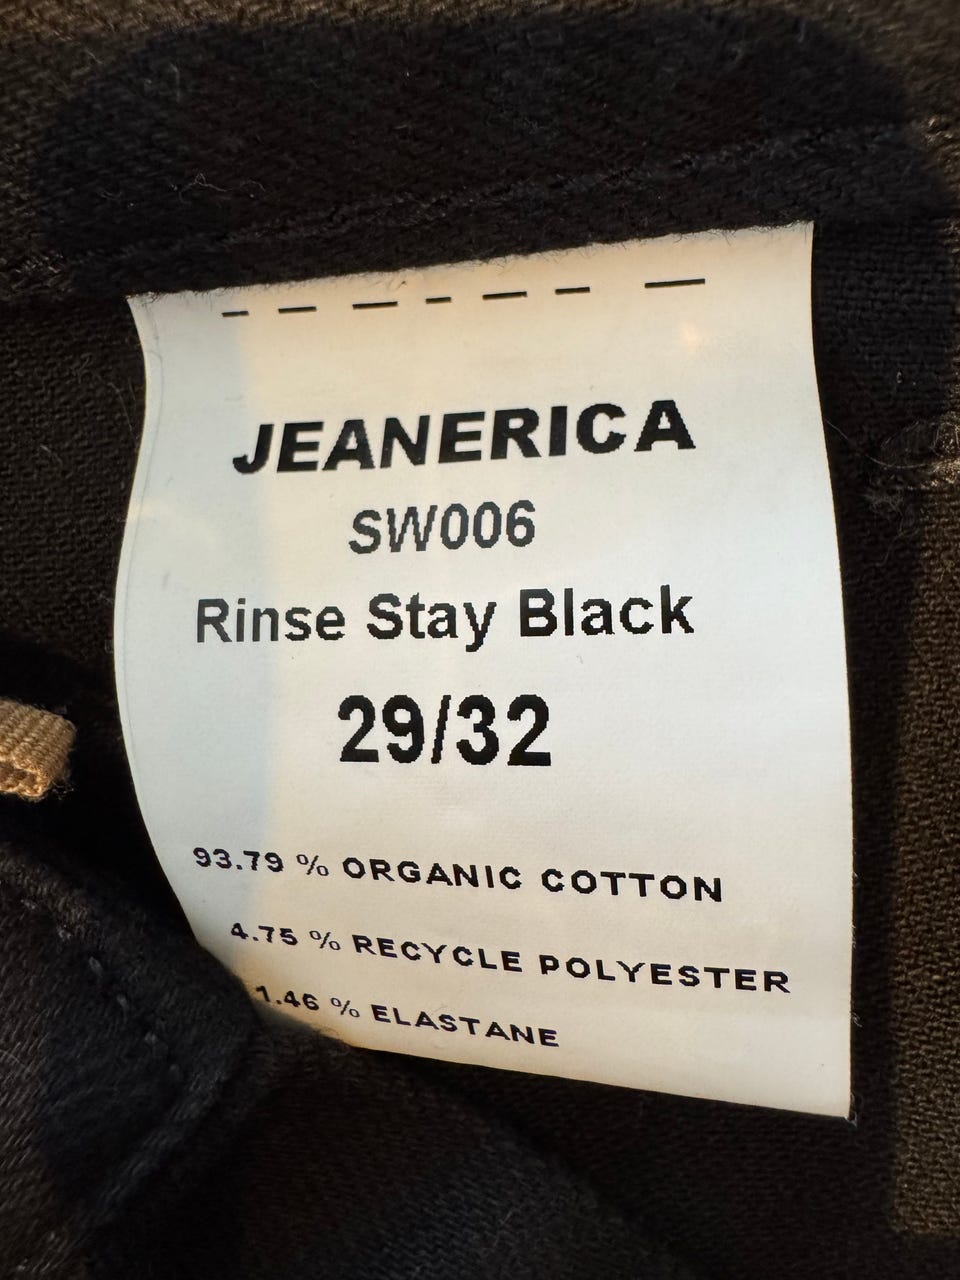 JEANERICA
SW006
Rinse Stay Black
29/32
93.79 % ORGANIC COTTON
4.75 % RECYCLE POLYESTER
1.46 % ELASTANE